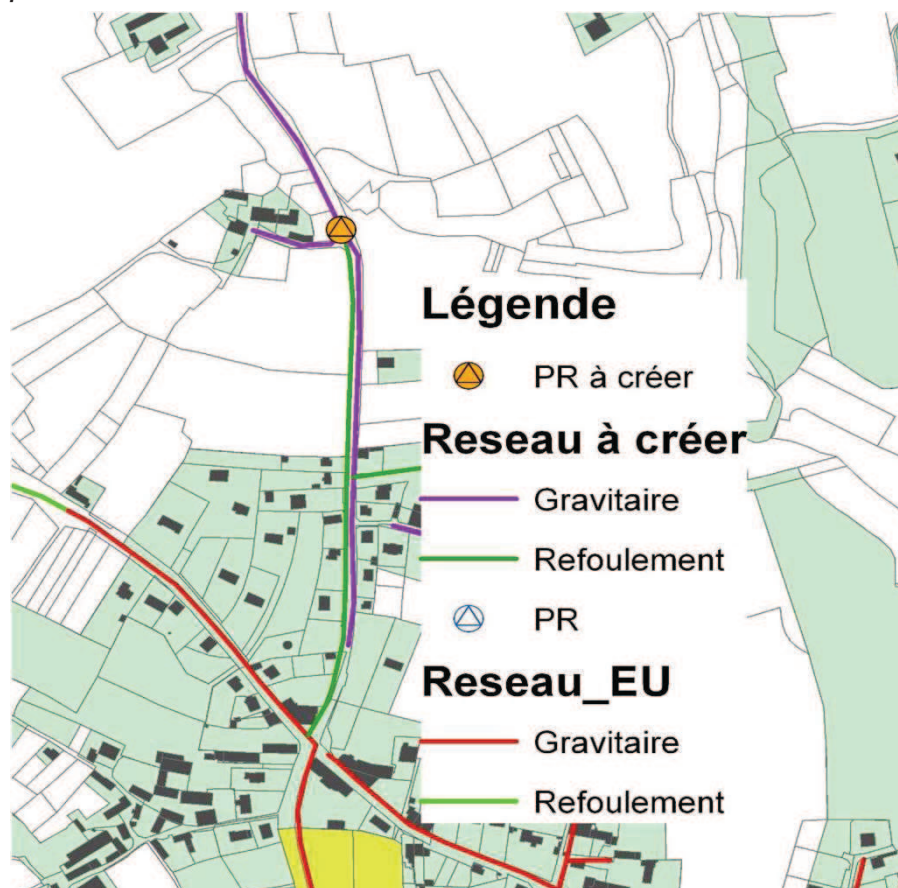 Légende
PR à créer
Reseau à créer
Gravitaire
Refoulement
PR
Reseau_EU
Gravitaire
Refoulement